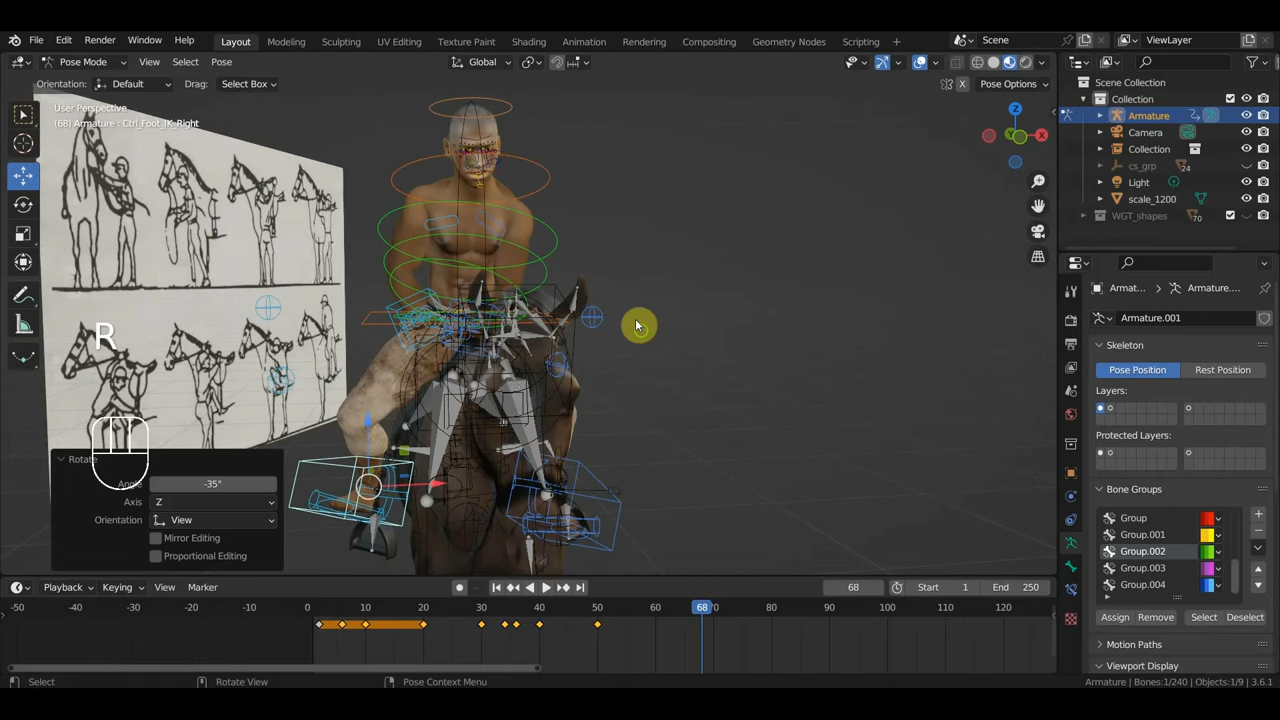 File Edit Render Window Help Layout Modeling Sculpting UV Editing Texture Paint Shading Animation Rendering Compositing Geometry Nodes Scripting + Scene ViewLayer
Pose Mode View Select Pose Global
Orientation: Default Drag: Select Box X Pose Options
User Perspective
(68) Armature : Ctrl_Foot_IK_Right
Z
X
Scene Collection
Collection
Armature
Camera
Collection
cs_grp 24
Light
scale_1200
WGT_shapes 70
R
Rotate
Angle -35°
Axis Z
Orientation View
Mirror Editing
Proportional Editing
Armat... Armature...
Armature.001
Skeleton
Pose Position Rest Position
Layers:
Protected Layers:
Bone Groups
Group
Group.001
Group.002
Group.003
Group.004
Assign Remove Select Deselect
Motion Paths
Viewport Display
Playback Keying View Marker 68 Start 1 End 250
-50 -40 -30 -20 -10 0 10 20 30 40 50 60 68 80 90 100 110 120
Select Rotate View Pose Context Menu Armature | Bones:1/240 | Objects:1/9 | 3.6.1